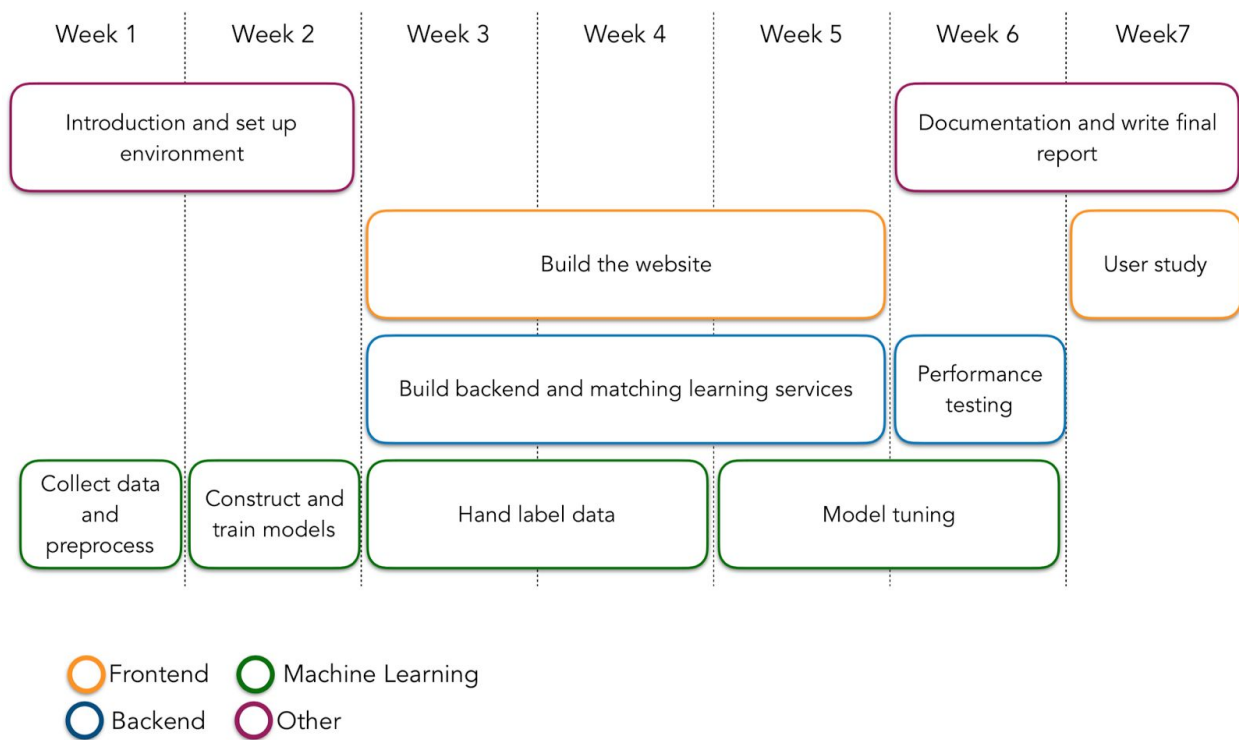 Week 1 Week 2 Week 3 Week 4 Week 5 Week 6 Week7
Introduction and set up
environment
Documentation and write final
report
Build the website
User study
Build backend and matching learning services
Performance
testing
Collect data
and
preprocess
Construct and
train models
Hand label data
Model tuning
Frontend
Machine Learning
Backend
Other